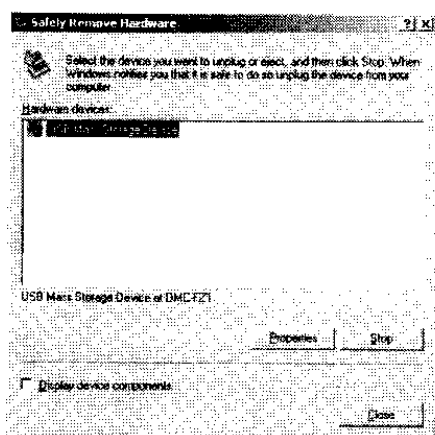 Safely Remove Hardware
Select the device you want to unplug or eject, and then click Stop. When
Windows notifies you that it is safe to do so unplug the device from your
computer.
Hardware devices:
USB Mass Storage Device
USB Mass Storage Device at DMC-FZ1
Properties
Stop
Display device components
Close